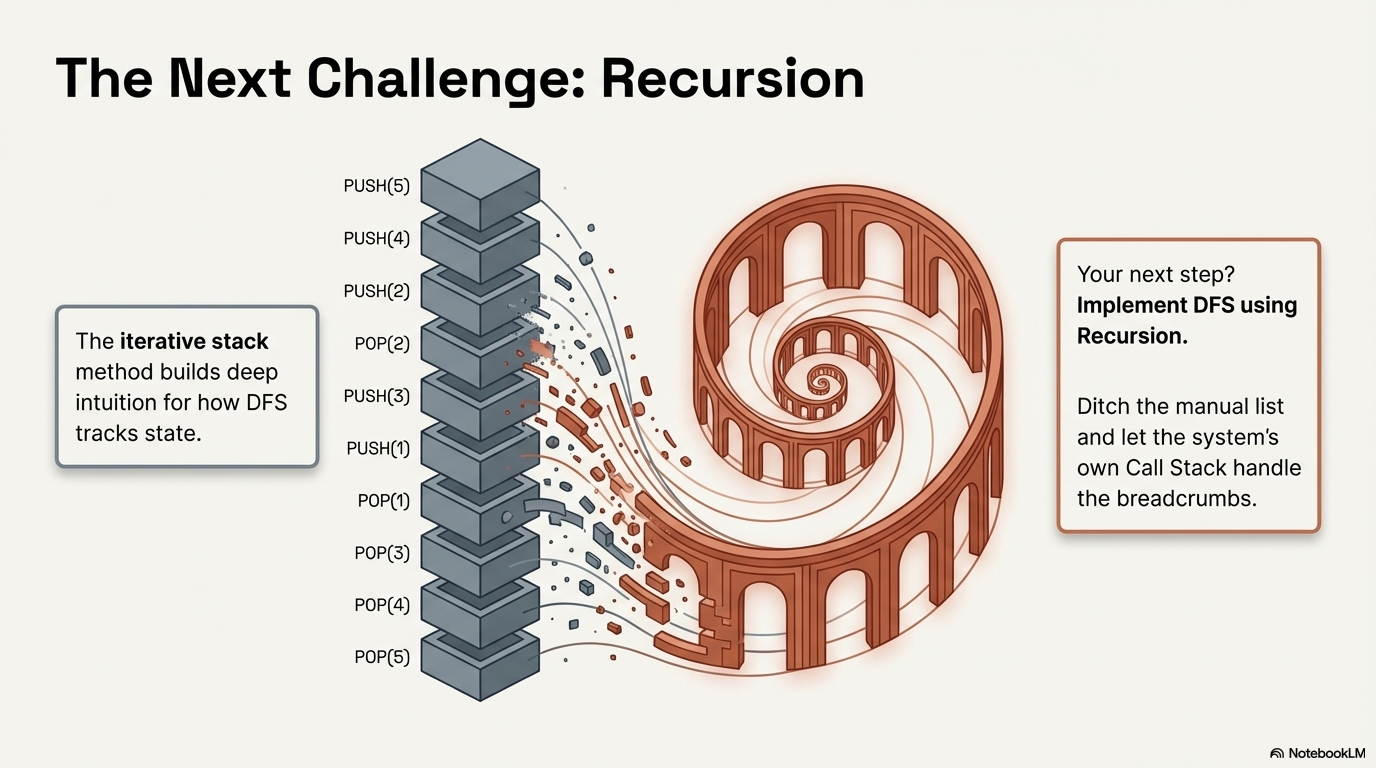 The Next Challenge: Recursion
The iterative stack
method builds deep
intuition for how DFS
tracks state.
PUSH(5)
PUSH(4)
PUSH(2)
POP(2)
PUSH(3)
PUSH(1)
POP(1)
POP(3)
POP(4)
POP(5)
Your next step?
Implement DFS using
Recursion.
Ditch the manual list
and let the system's
own Call Stack handle
the breadcrumbs.
NotebookLM